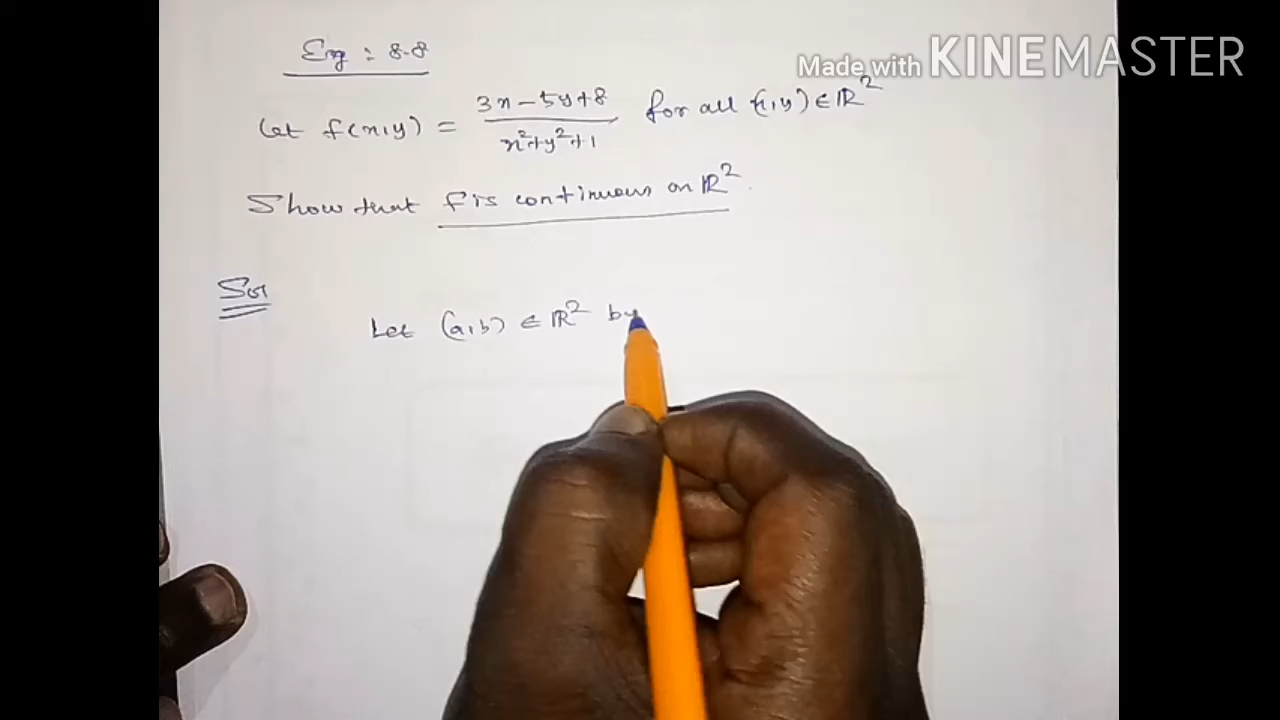 Made with KINEMASTER
Eg : 8.8
Let f(x,y) = 3x-5y+8 / x²+y²+1 for all (x,y) ∈ ℝ²
Show that f is continuous on ℝ².
Sol
Let (a,b) ∈ ℝ² by